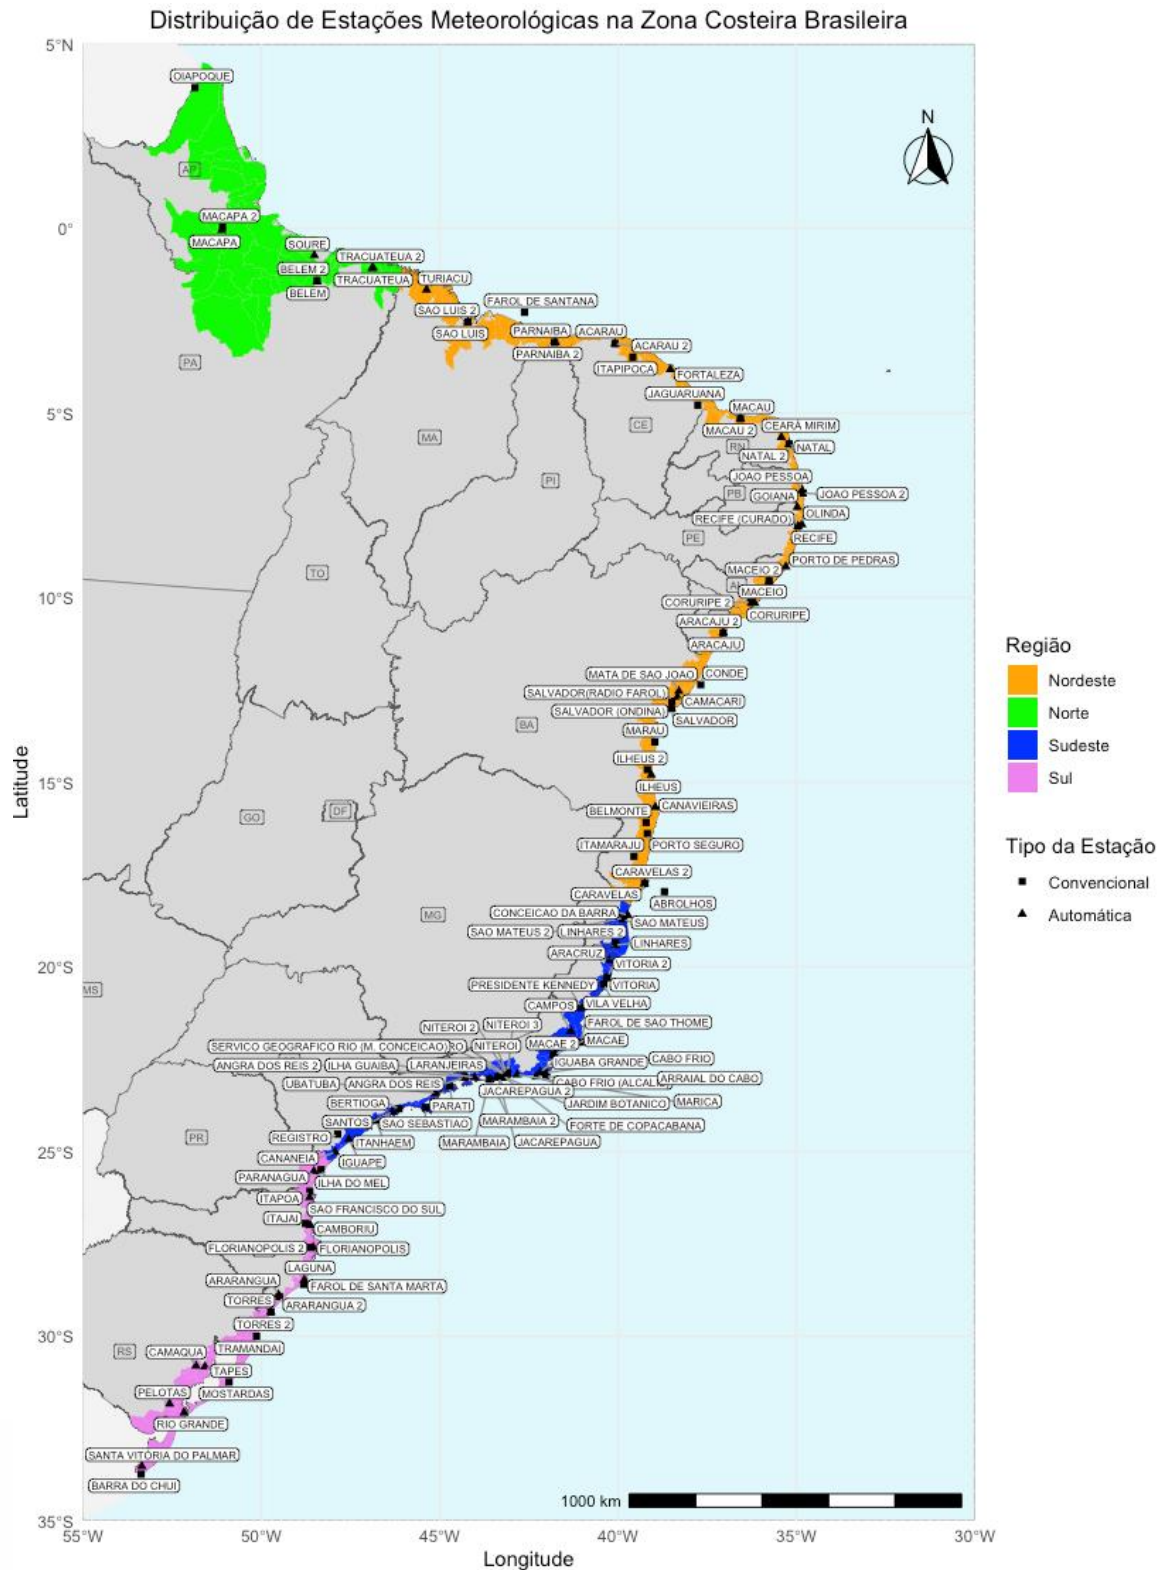 Distribuição de Estações Meteorológicas na Zona Costeira Brasileira
5°N
OIAPOQUE
N
AP
MACAPA 2
0°
MACAPA
SOURE
TRACUATEUA 2
BELEM 2
TRACUATEUA
TURIACU
BELEM
FAROL DE SANTANA
SAO LUIS 2
SAO LUIS
PARNAIBA
ACARAU
PARNAIBA 2
ACARAU 2
PA
ITAPIPOCA
FORTALEZA
JAGUARUANA
5°S
MACAU
CE
MACAU 2
CEARÁ MIRIM
MA
RN
NATAL
NATAL 2
JOAO PESSOA
PI
PB
GOIANA
JOAO PESSOA 2
RECIFE (CURADO)
OLINDA
PE
RECIFE
PORTO DE PEDRAS
TO
MACEIO 2
MACEIO
10°S
CORURIPE 2
CORURIPE
ARACAJU 2
ARACAJU
MATA DE SAO JOAO
CONDE
SALVADOR(RADIO FAROL)
CAMACARI
SALVADOR (ONDINA)
SALVADOR
BA
MARAU
ILHEUS 2
15°S
ILHEUS
CANAVIEIRAS
BELMONTE
DF
GO
ITAMARAJU
PORTO SEGURO
CARAVELAS 2
CARAVELAS
ABROLHOS
MG
CONCEICAO DA BARRA
SAO MATEUS
SAO MATEUS 2
LINHARES 2
LINHARES
ARACRUZ
VITORIA 2
20°S
PRESIDENTE KENNEDY
VITORIA
MS
CAMPOS
VILA VELHA
NITEROI 2
NITEROI 3
FAROL DE SAO THOME
SERVICO GEOGRAFICO RIO (M. CONCEICAO)
NITEROI
MACAE 2
MACAE
ANGRA DOS REIS 2
ILHA GUAIBA
LARANJEIRAS
IGUABA GRANDE
CABO FRIO
UBATUBA
ANGRA DOS REIS
JACAREPAGUA 2
ARRAIAL DO CABO
BERTIOGA
PARATI
JARDIM BOTANICO
MARICA
SANTOS
SAO SEBASTIAO
MARAMBAIA 2
FORTE DE COPACABANA
REGISTRO
ITANHAEM
MARAMBAIA
JACAREPAGUA
PR
25°S
CANANEIA
IGUAPE
PARANAGUA
ILHA DO MEL
ITAPOA
SAO FRANCISCO DO SUL
ITAJAI
CAMBORIU
FLORIANOPOLIS 2
FLORIANOPOLIS
LAGUNA
ARARANGUA
FAROL DE SANTA MARTA
TORRES
ARARANGUA 2
TORRES 2
30°S
RS
CAMAQUA
TRAMANDAI
TAPES
PELOTAS
MOSTARDAS
RIO GRANDE
SANTA VITORIA DO PALMAR
BARRA DO CHUI
1000 km
35°S
55°W
50°W
45°W
40°W
35°W
30°W
Longitude
Latitude
Região
Nordeste
Norte
Sudeste
Sul
Tipo da Estação
Convencional
Automática